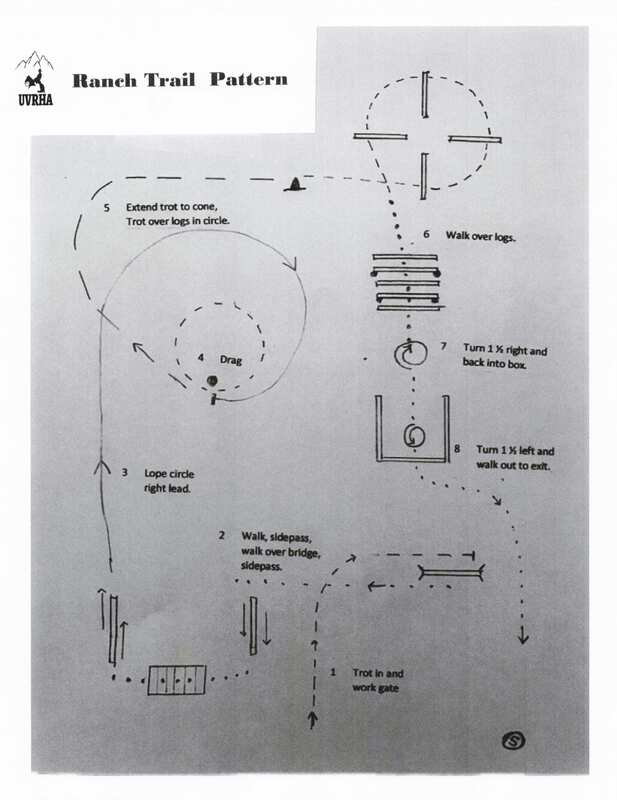 UVRHA
Ranch Trail Pattern
5 Extend trot to cone,
Trot over logs in circle.
6 Walk over logs.
4 Drag
7 Turn 1 ½ right and
back into box.
8 Turn 1 ½ left and
walk out to exit.
3 Lope circle
right lead.
2 Walk, sidepass,
walk over bridge,
sidepass.
1 Trot in and
work gate
S